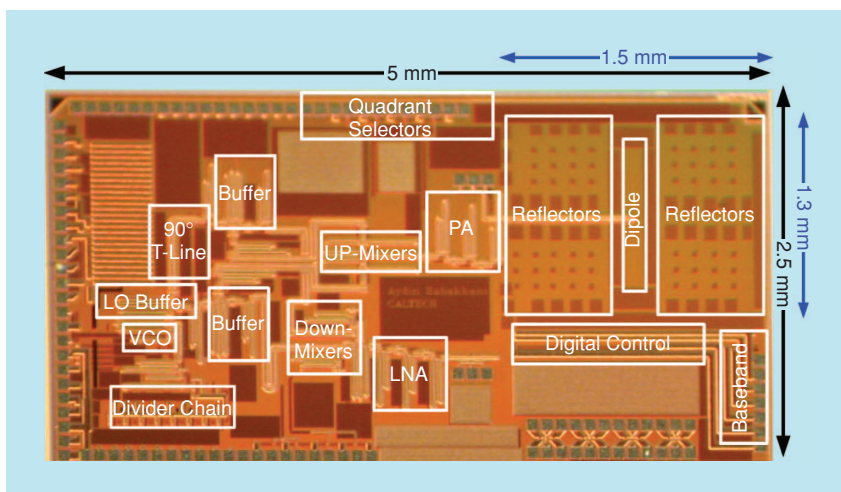 1.5 mm
5 mm
Quadrant
Selectors
Buffer
90°
T-Line
UP-Mixers
PA
Reflectors
Dipole
Reflectors
1.3 mm
2.5 mm
LO Buffer
VCO
Buffer
Down-
Mixers
Aydin Babakhani
CALTECH
LNA
Digital Control
Baseband
Divider Chain